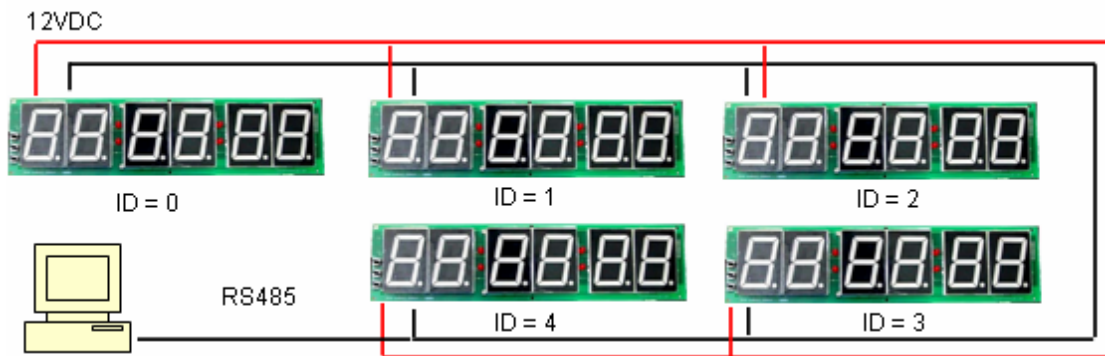 12VDC
ID = 0
ID = 1
ID = 2
RS485
ID = 4
ID = 3